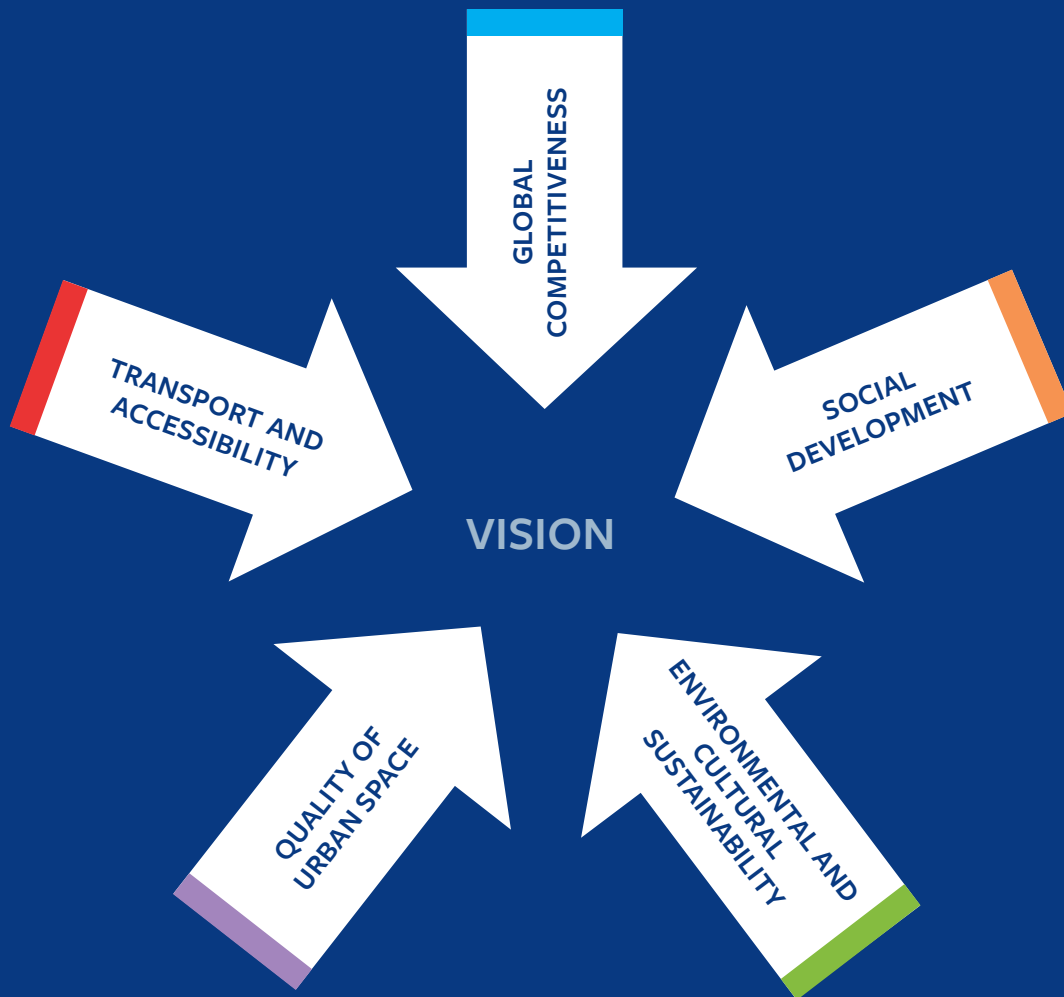 GLOBAL
COMPETITIVENESS
TRANSPORT AND
ACCESSIBILITY
SOCIAL
DEVELOPMENT
VISION
QUALITY OF
URBAN SPACE
ENVIRONMENTAL AND
CULTURAL
SUSTAINABILITY